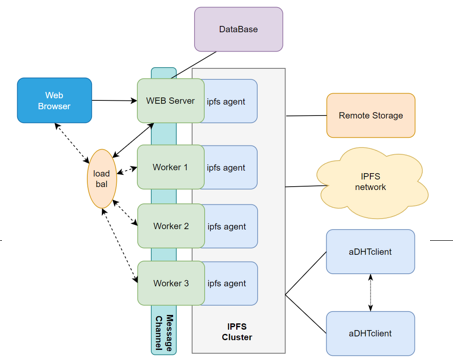 DataBase
Web
Browser
WEB Server
ipfs agent
Remote Storage
load
bal
Worker 1
ipfs agent
IPFS
network
Worker 2
ipfs agent
aDHTclient
Worker 3
ipfs agent
Message
Channel
IPFS
Cluster
aDHTclient